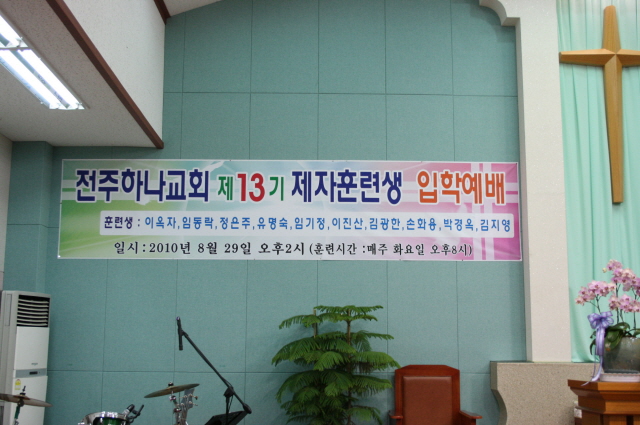 전주하나교회 제13기 제자훈련생 입학예배
훈련생 : 이옥자,임동락,정은주,유명숙,임기정,이진산,김광한,손화용,박경옥,김지영
일시 : 2010년 8월 29일 오후2시 (훈련시간 : 매주 화요일 오후8시)